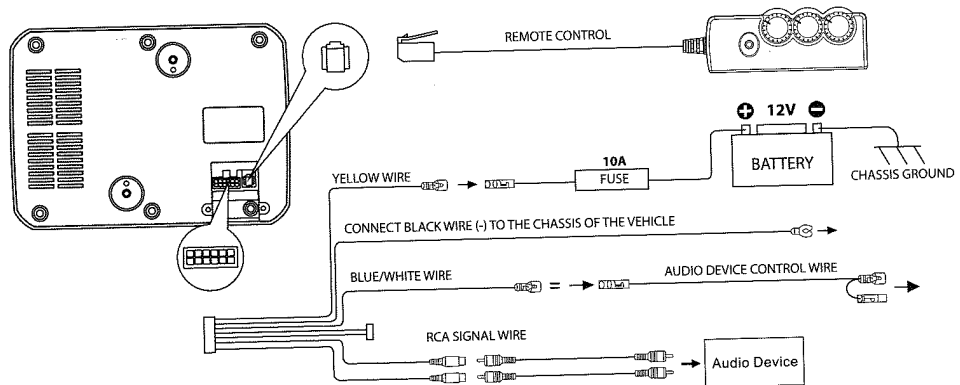 REMOTE CONTROL
12V
BATTERY
CHASSIS GROUND
10A
FUSE
YELLOW WIRE
CONNECT BLACK WIRE (-) TO THE CHASSIS OF THE VEHICLE
BLUE/WHITE WIRE
=
AUDIO DEVICE CONTROL WIRE
RCA SIGNAL WIRE
Audio Device